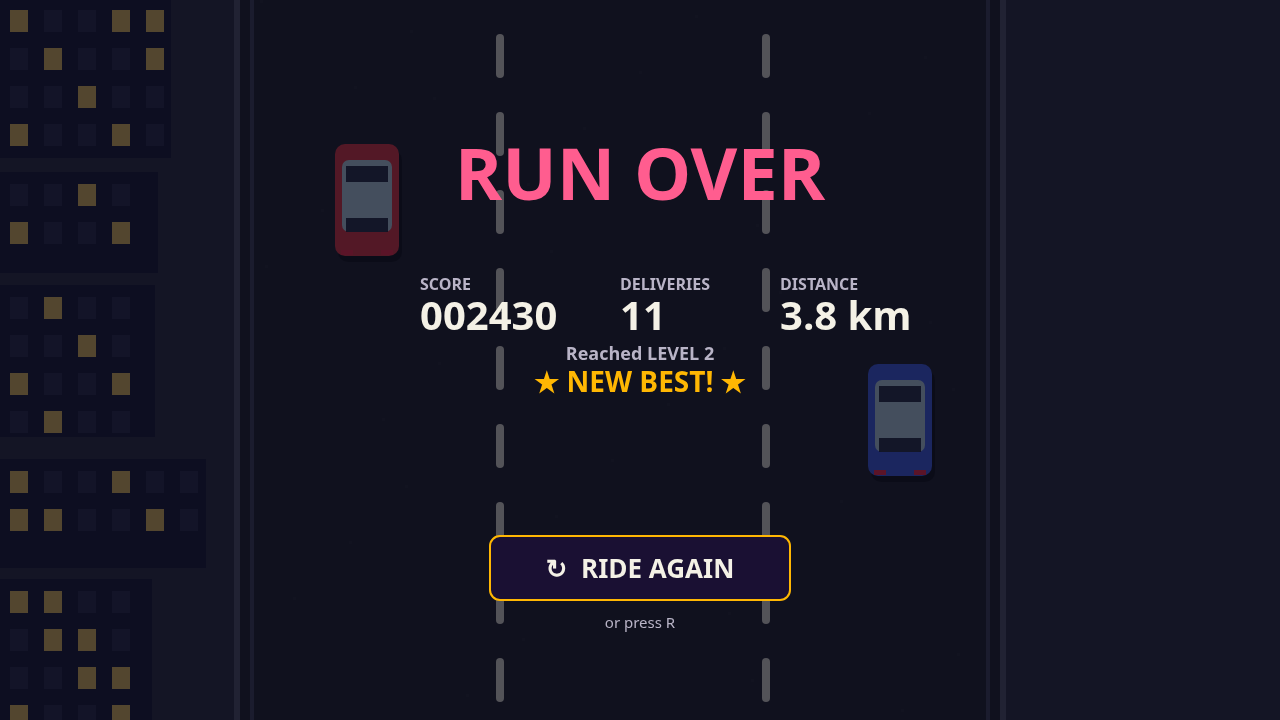 RUN OVER
SCORE DELIVERIES DISTANCE
002430 11 3.8 km
Reached LEVEL 2
★ NEW BEST! ★
↻ RIDE AGAIN
or press R